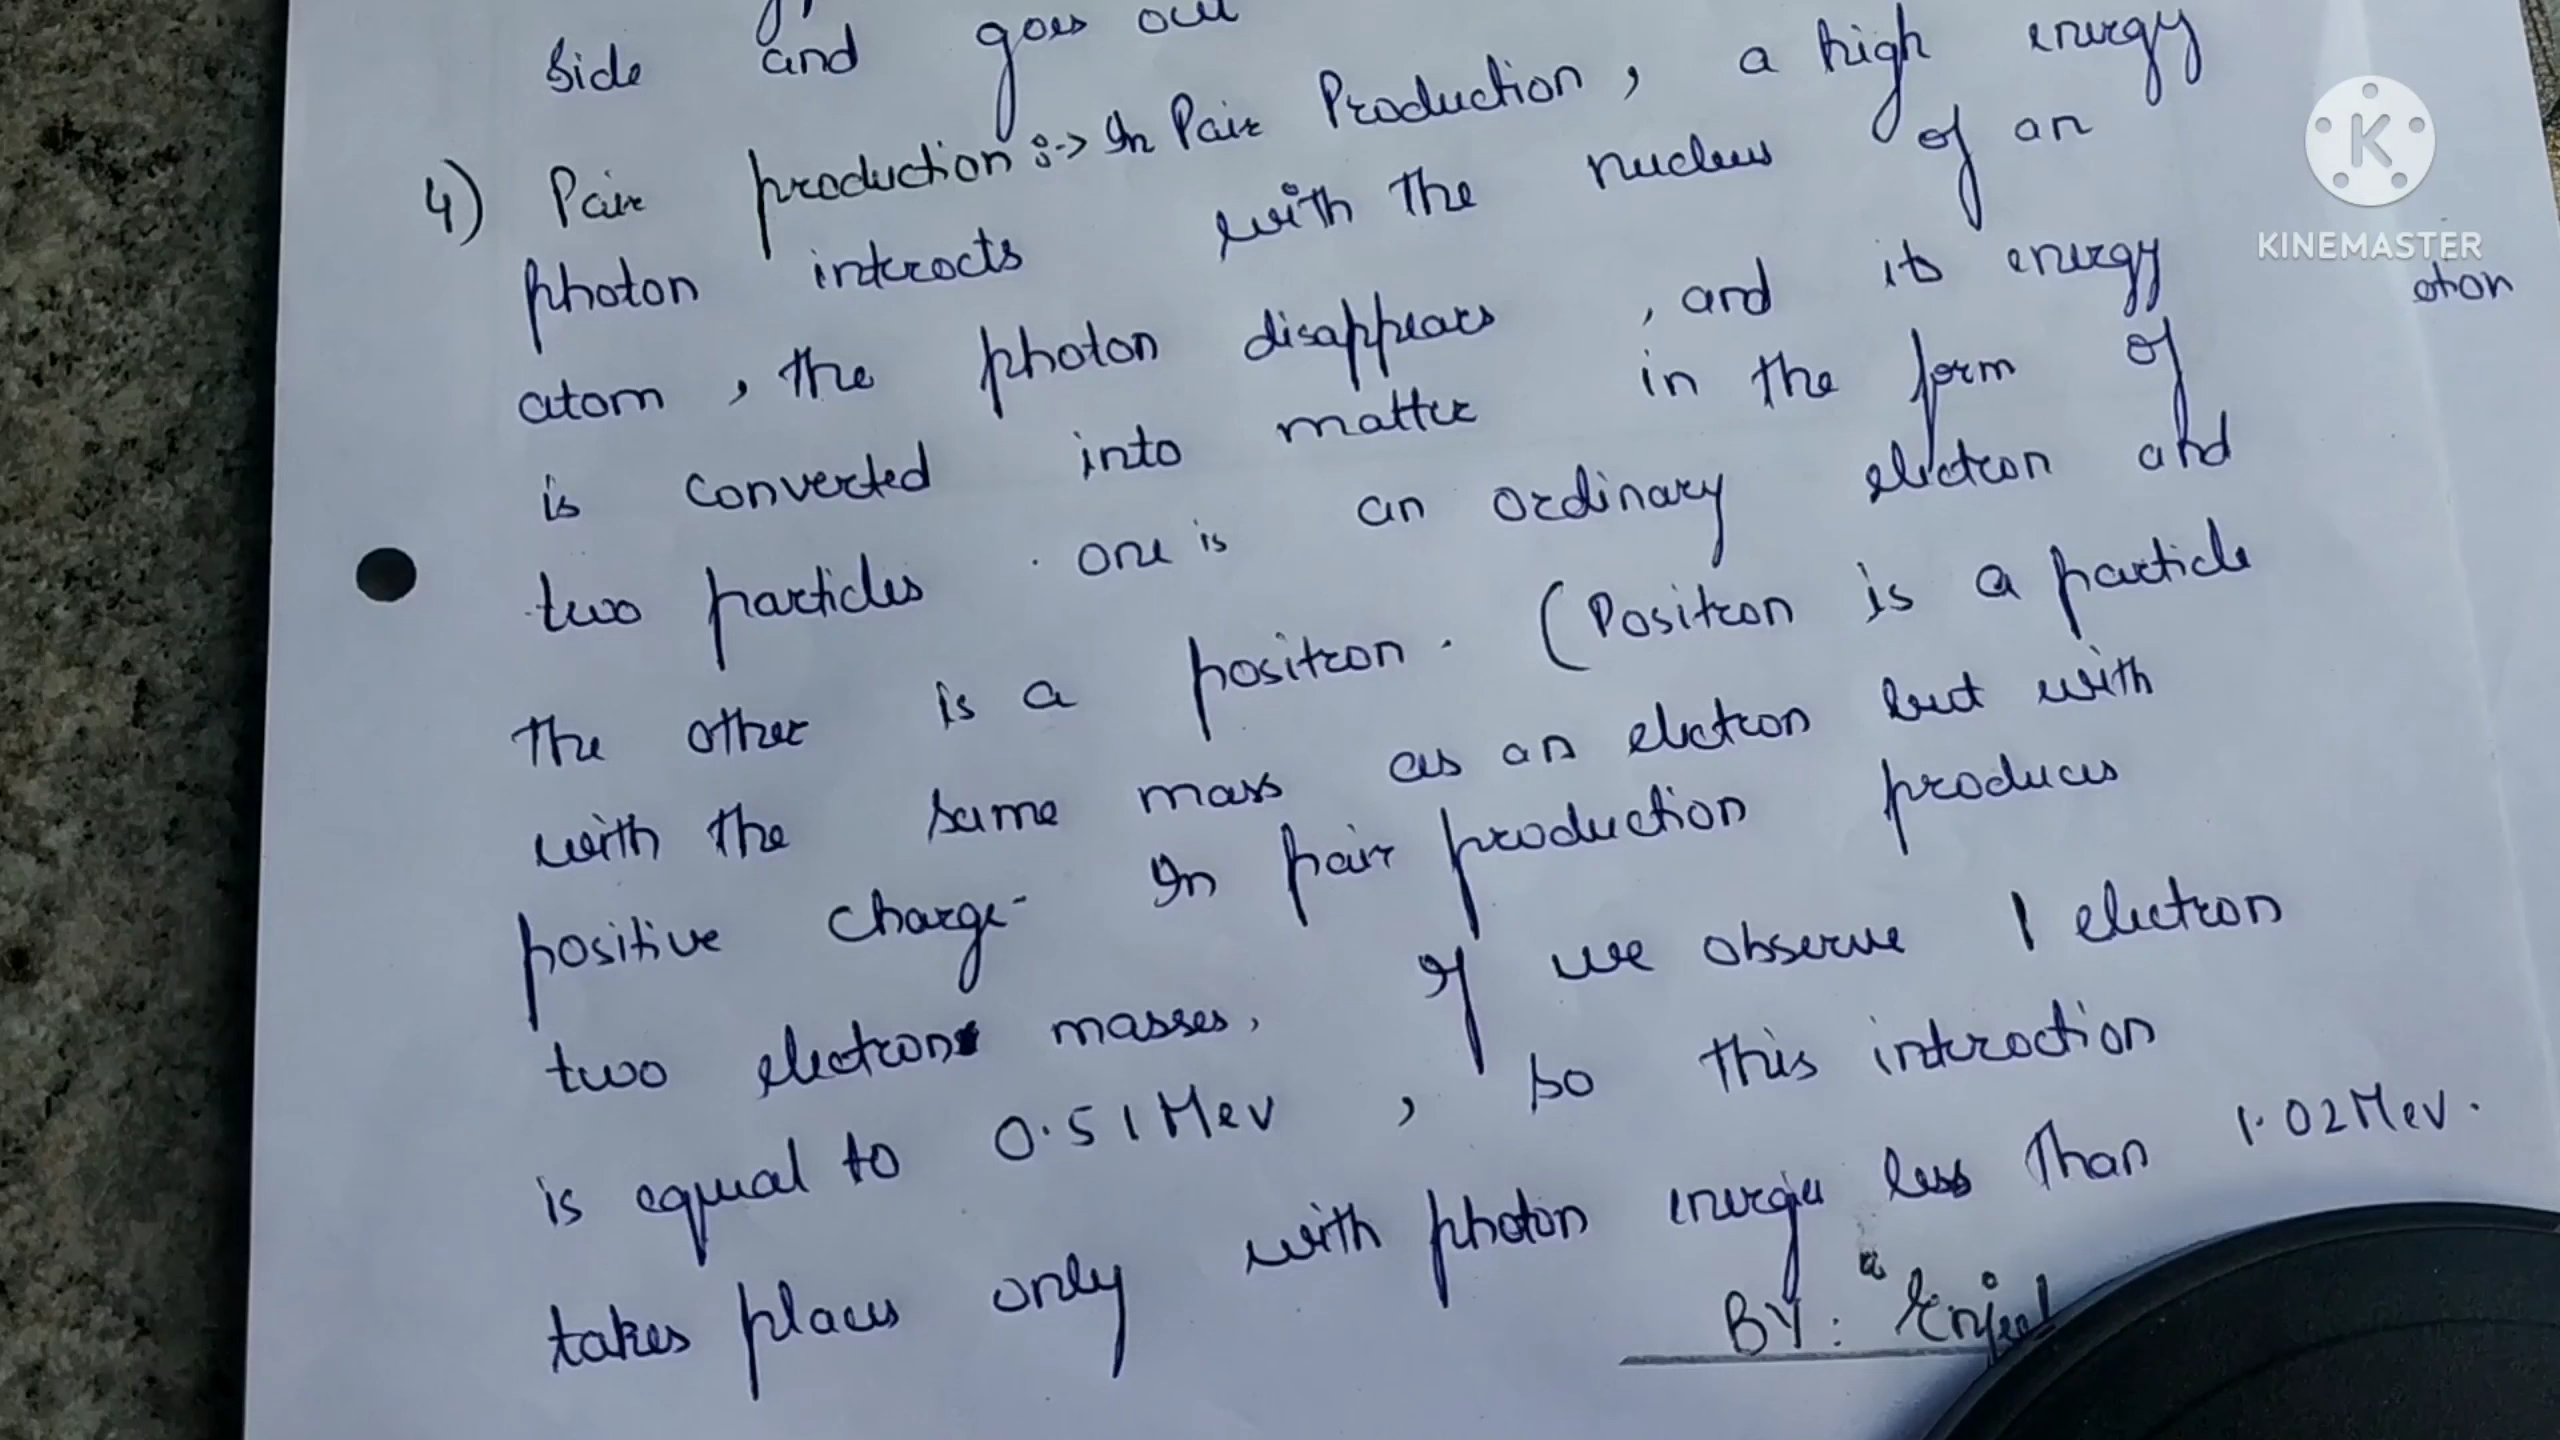 side and goes out
4) Pair production :-> In Pair Production, a high energy
photon interacts with the nucleus of an
atom, the photon disappears, and its energy
is converted into matter in the form of
two particles. one is an ordinary electron and
the other is a positron. (Positron is a particle
with the same mass as an electron but with
positive charge- In pair production produces
two electron masses, If we observe 1 electron
is equal to 0.51 Mev, so this interaction
takes places only with photon energie less than 1.02 Mev.
BY:
KINEMASTER
oton